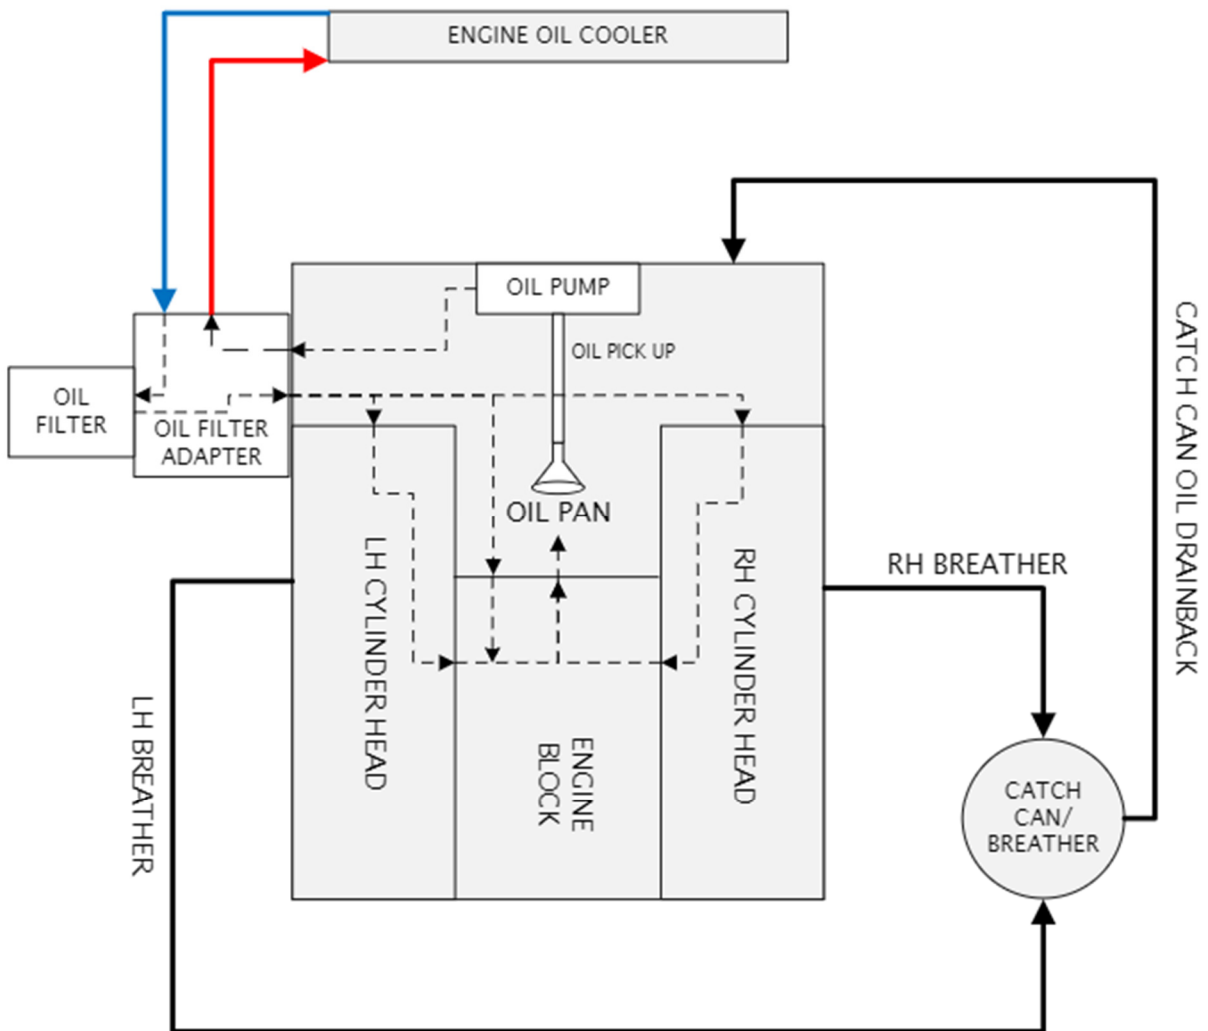 ENGINE OIL COOLER
OIL PUMP
OIL PICK UP
OIL
FILTER
OIL FILTER
ADAPTER
OIL PAN
LH CYLINDER HEAD
RH CYLINDER HEAD
ENGINE
BLOCK
LH BREATHER
RH BREATHER
CATCH
CAN/
BREATHER
CATCH CAN OIL DRAINBACK